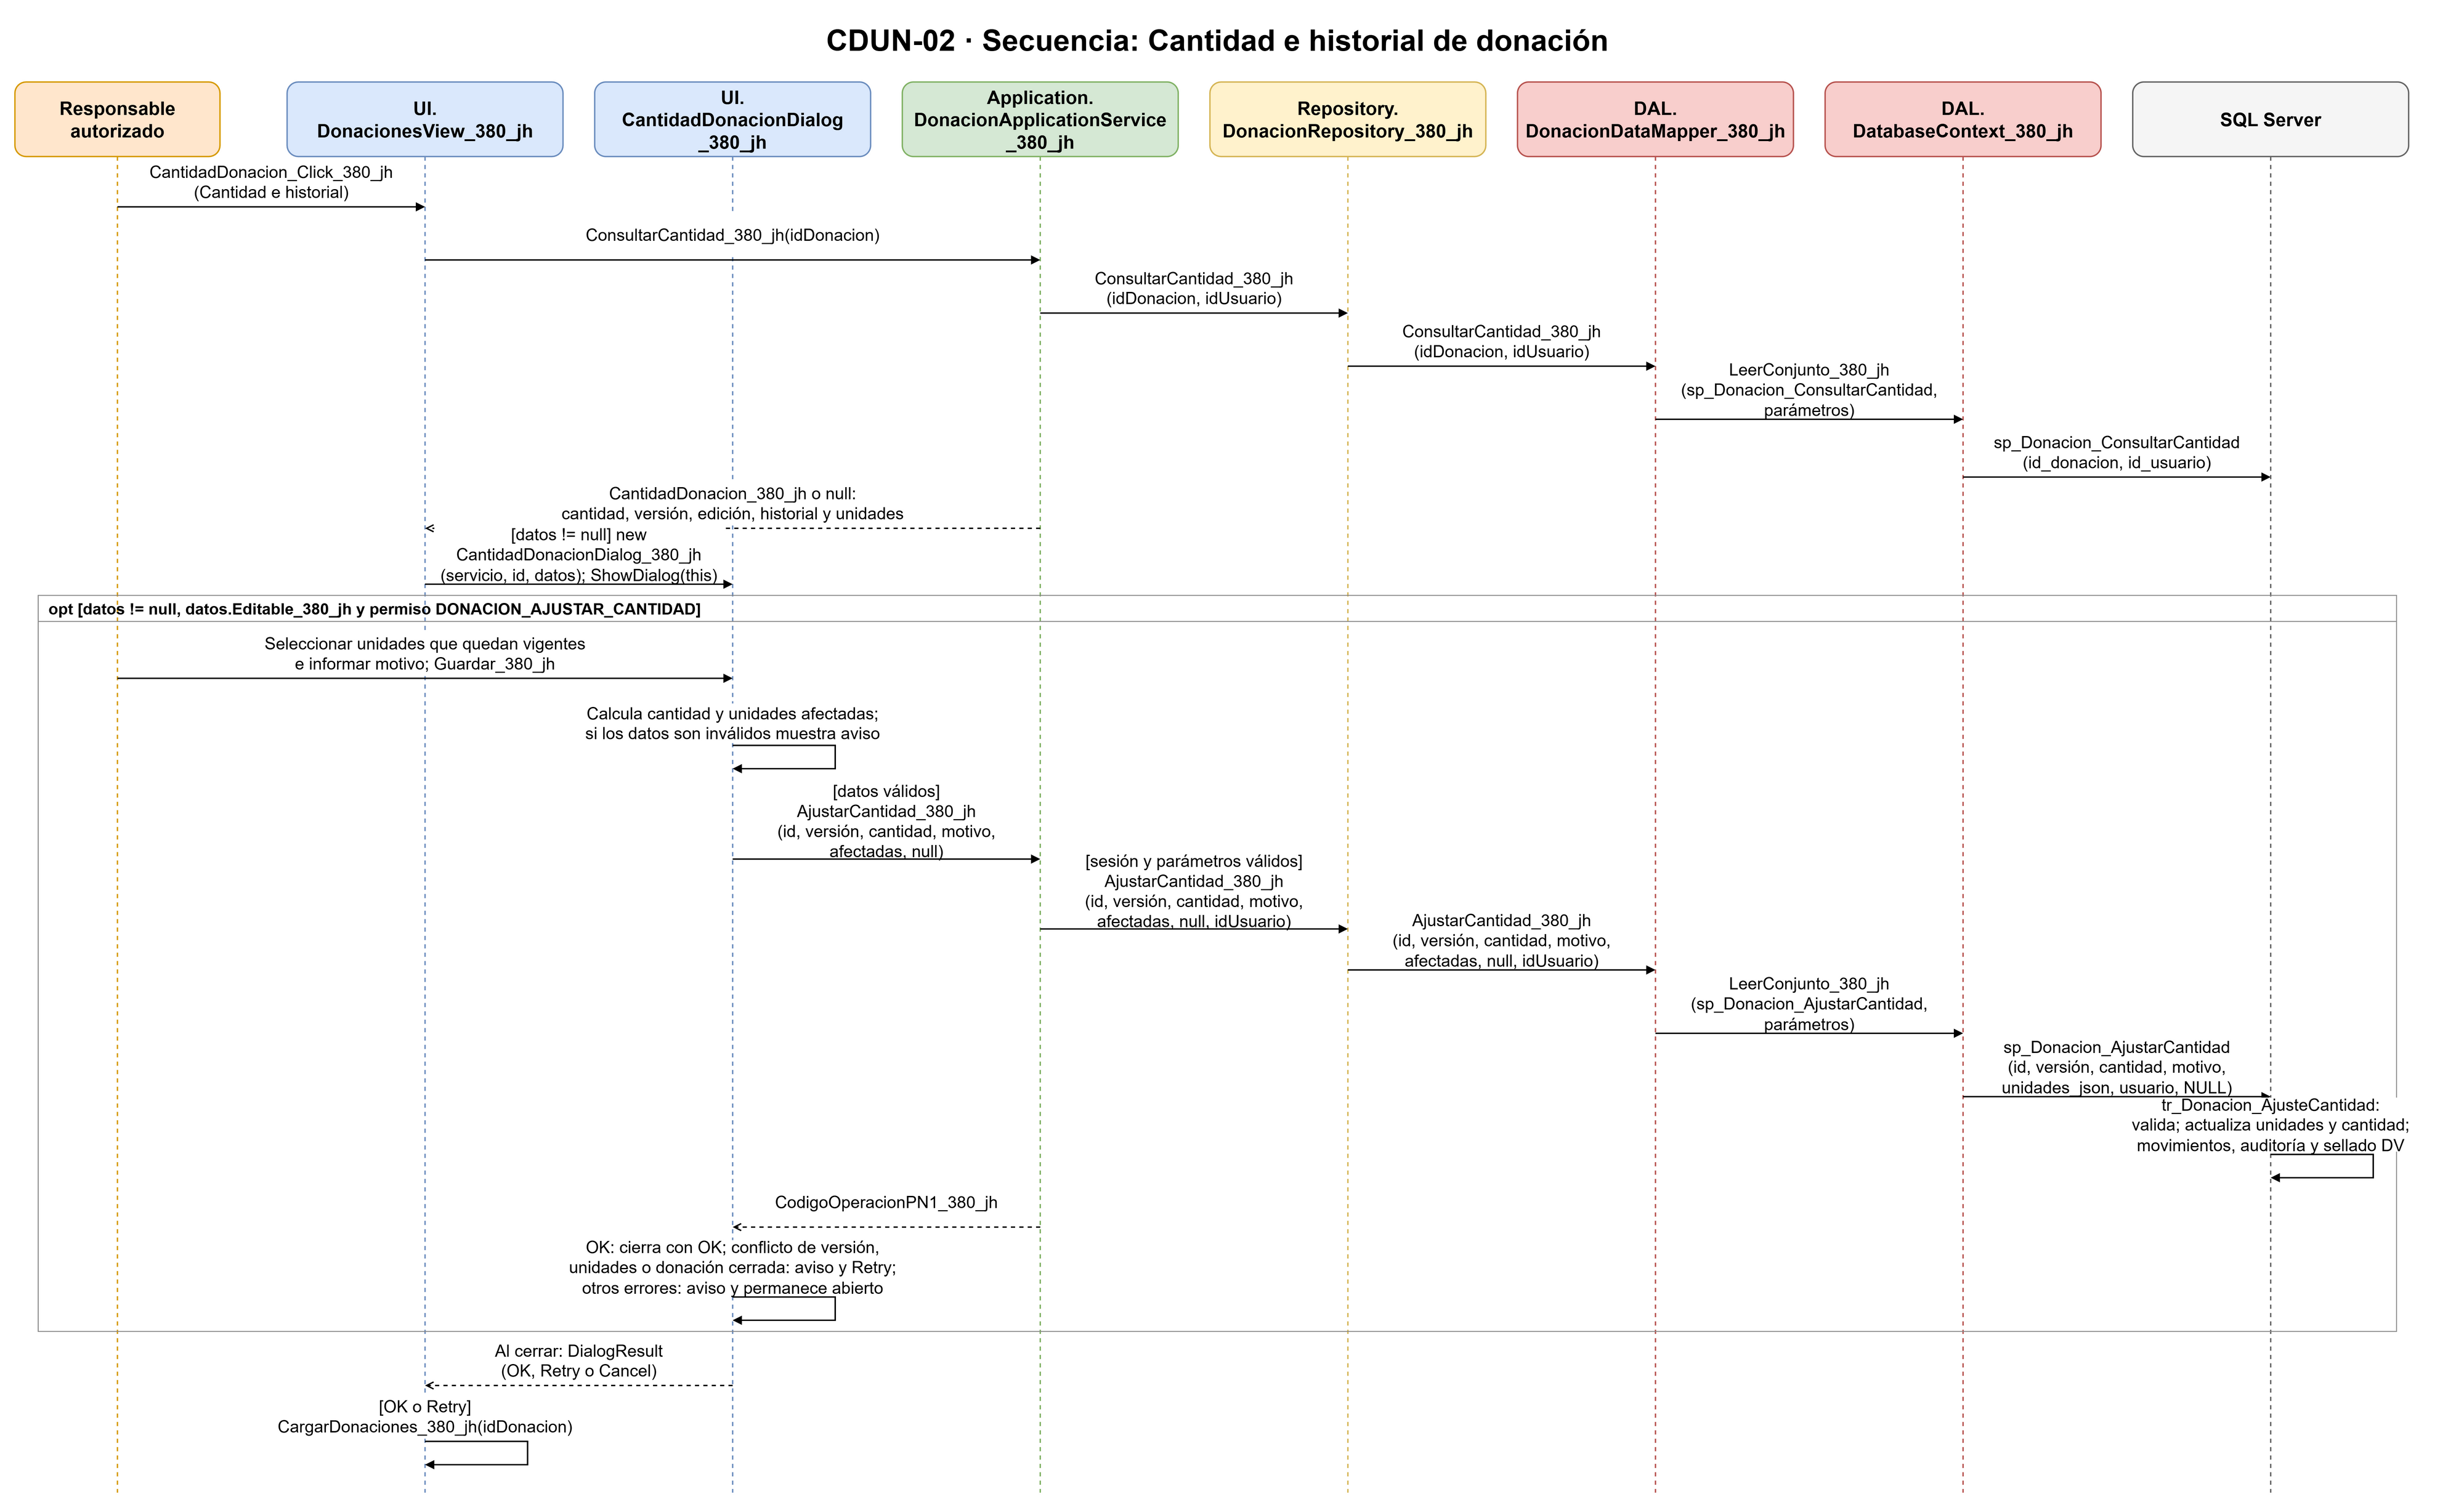 CDUN-02 · Secuencia: Cantidad e historial de donación
Responsable
autorizado
UI.
DonacionesView_380_jh
UI.
CantidadDonacionDialog
_380_jh
Application.
DonacionApplicationService
_380_jh
Repository.
DonacionRepository_380_jh
DAL.
DonacionDataMapper_380_jh
DAL.
DatabaseContext_380_jh
SQL Server
CantidadDonacion_Click_380_jh
(Cantidad e historial)
ConsultarCantidad_380_jh(idDonacion)
ConsultarCantidad_380_jh
(idDonacion, idUsuario)
ConsultarCantidad_380_jh
(idDonacion, idUsuario)
LeerConjunto_380_jh
(sp_Donacion_ConsultarCantidad,
parámetros)
sp_Donacion_ConsultarCantidad
(id_donacion, id_usuario)
CantidadDonacion_380_jh o null:
cantidad, versión, edición, historial y unidades
[datos != null] new
CantidadDonacionDialog_380_jh
(servicio, id, datos); ShowDialog(this)
opt [datos != null, datos.Editable_380_jh y permiso DONACION_AJUSTAR_CANTIDAD]
Seleccionar unidades que quedan vigentes
e informar motivo; Guardar_380_jh
Calcula cantidad y unidades afectadas;
si los datos son inválidos muestra aviso
[datos válidos]
AjustarCantidad_380_jh
(id, versión, cantidad, motivo,
afectadas, null)
[sesión y parámetros válidos]
AjustarCantidad_380_jh
(id, versión, cantidad, motivo,
afectadas, null, idUsuario)
AjustarCantidad_380_jh
(id, versión, cantidad, motivo,
afectadas, null, idUsuario)
LeerConjunto_380_jh
(sp_Donacion_AjustarCantidad,
parámetros)
sp_Donacion_AjustarCantidad
(id, versión, cantidad, motivo,
unidades_json, usuario, NULL)
tr_Donacion_AjusteCantidad:
valida; actualiza unidades y cantidad;
movimientos, auditoría y sellado DV
CodigoOperacionPN1_380_jh
OK: cierra con OK; conflicto de versión,
unidades o donación cerrada: aviso y Retry;
otros errores: aviso y permanece abierto
Al cerrar: DialogResult
(OK, Retry o Cancel)
[OK o Retry]
CargarDonaciones_380_jh(idDonacion)